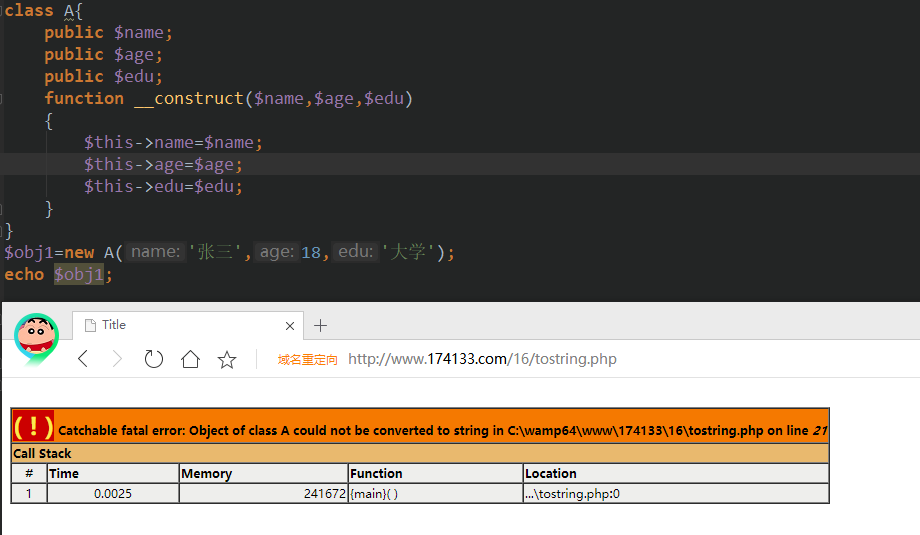 class A{
public $name;
public $age;
public $edu;
function __construct($name,$age,$edu)
{
$this->name=$name;
$this->age=$age;
$this->edu=$edu;
}
}
$obj1=new A( name: '张三', age: 18, edu: '大学');
echo $obj1;
Title
域名重定向 http://www.174133.com/16/tostring.php
(!) Catchable fatal error: Object of class A could not be converted to string in C:\wamp64\www\174133\16\tostring.php on line 21
Call Stack
# Time Memory Function Location
1 0.0025 241672 {main}( ) ...\tostring.php:0